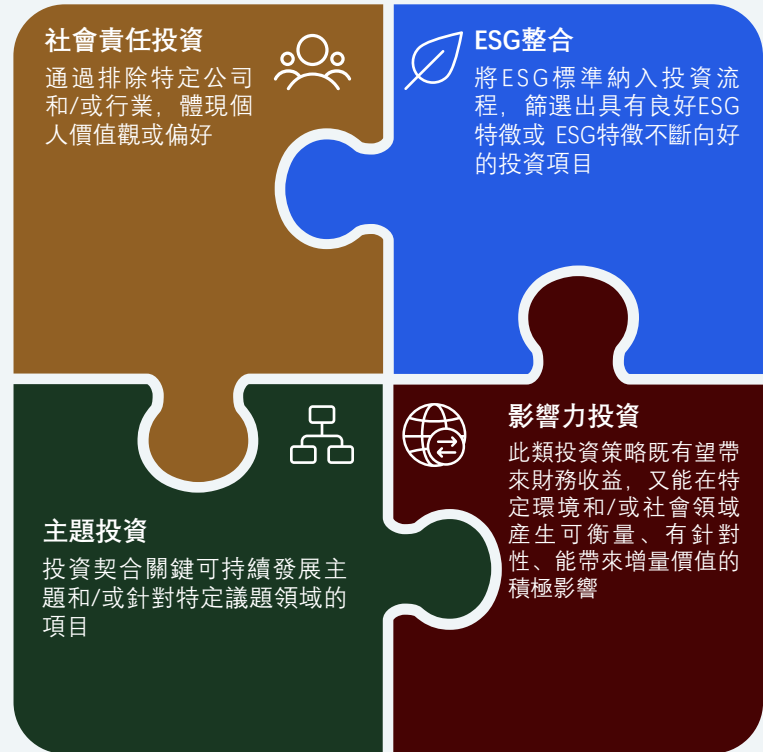 社會責任投資
通過排除特定公司
和/或行業，體現個
人價值觀或偏好
ESG整合
將ESG標準納入投資流
程，篩選出具有良好ESG
特徵或 ESG特徵不斷向好
的投資項目
主題投資
投資契合關鍵可持續發展主
題和/或針對特定議題領域的
項目
影響力投資
此類投資策略既有望帶
來財務收益，又能在特
定環境和/或社會領域
產生可衡量、有針對
性、能帶來增量價值的
積極影響